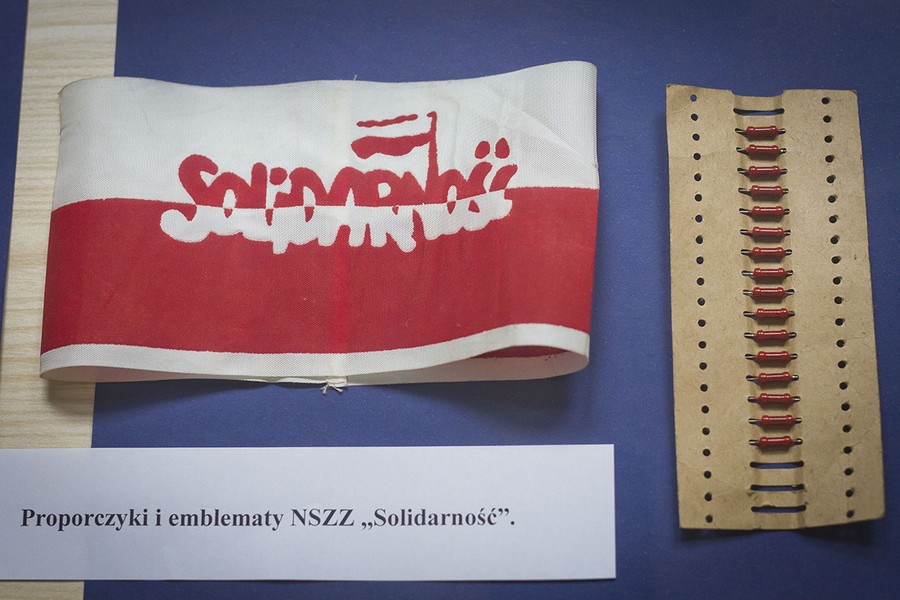 Solidarność
Proporczyki i emblematy NSZZ „Solidarność”.